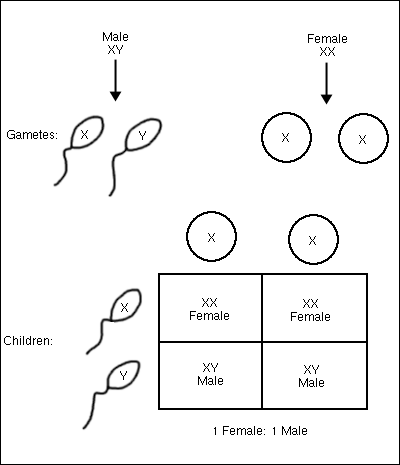 Male Female
XY XX
Gametes: X Y X X
X X
X XX XX
Female Female
Children:
Y XY XY
Male Male
1 Female: 1 Male